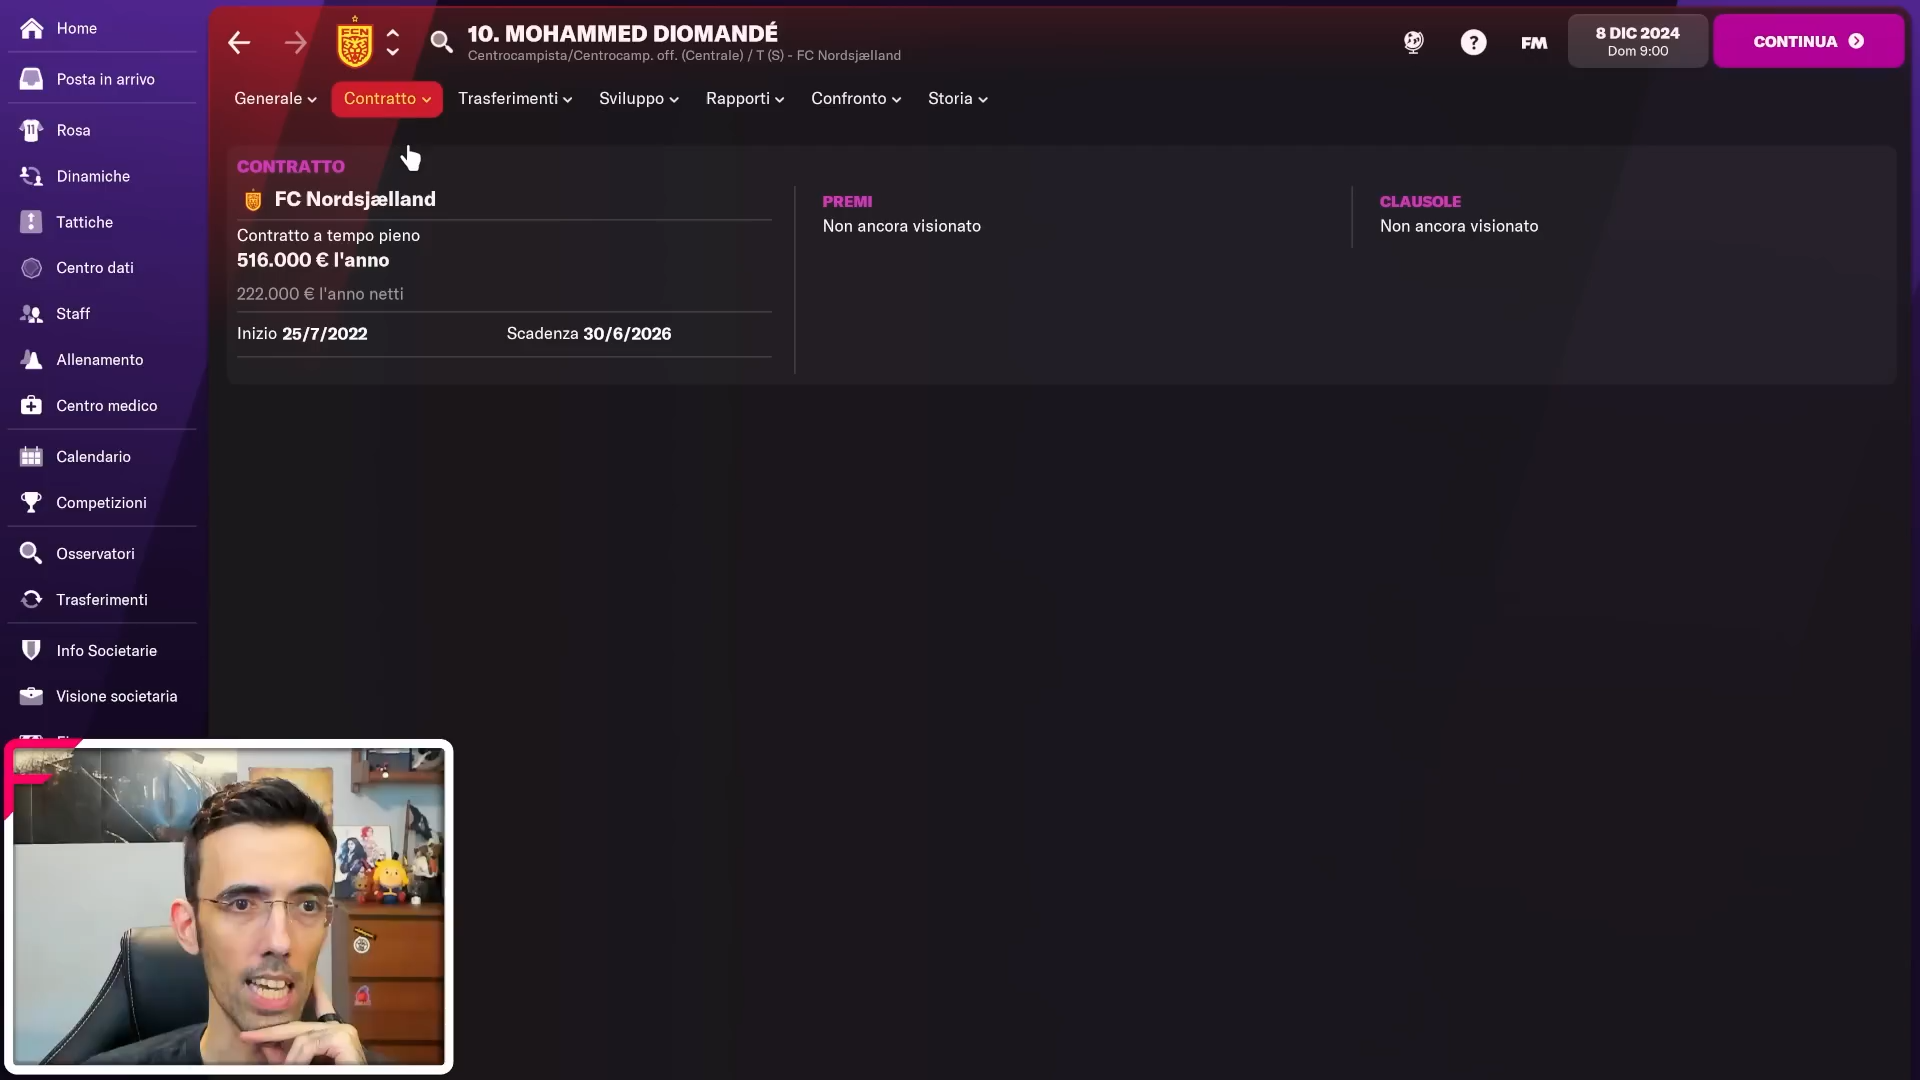 Home
Posta in arrivo
Rosa
Dinamiche
Tattiche
Centro dati
Staff
Allenamento
Centro medico
Calendario
Competizioni
Osservatori
Trasferimenti
Info Societarie
Visione societaria
FCN
10. MOHAMMED DIOMANDÉ
Centrocampista/Centrocamp. off. (Centrale) / T (S) - FC Nordsjælland
FM
8 DIC 2024
Dom 9:00
CONTINUA
Generale
Contratto
Trasferimenti
Sviluppo
Rapporti
Confronto
Storia
CONTRATTO
FC Nordsjælland
Contratto a tempo pieno
516.000 € l'anno
222.000 € l'anno netti
Inizio 25/7/2022
Scadenza 30/6/2026
PREMI
Non ancora visionato
CLAUSOLE
Non ancora visionato